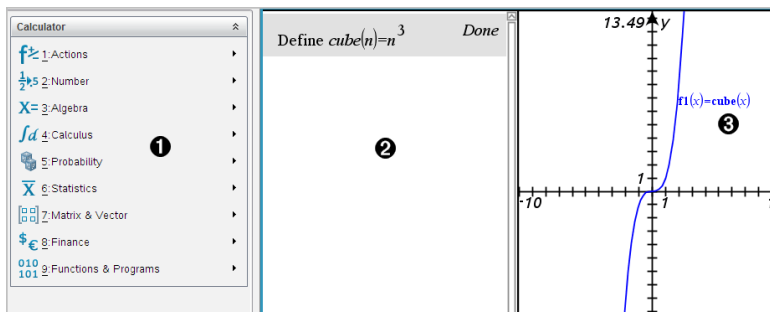 Calculator
1:Actions
2:Number
3:Algebra
4:Calculus
5:Probability
6:Statistics
7:Matrix & Vector
8:Finance
9:Functions & Programs
❶
Define cube(n)=n³ Done
❷
13.49 y
f1(x)=cube(x)
❸
1
-10 1